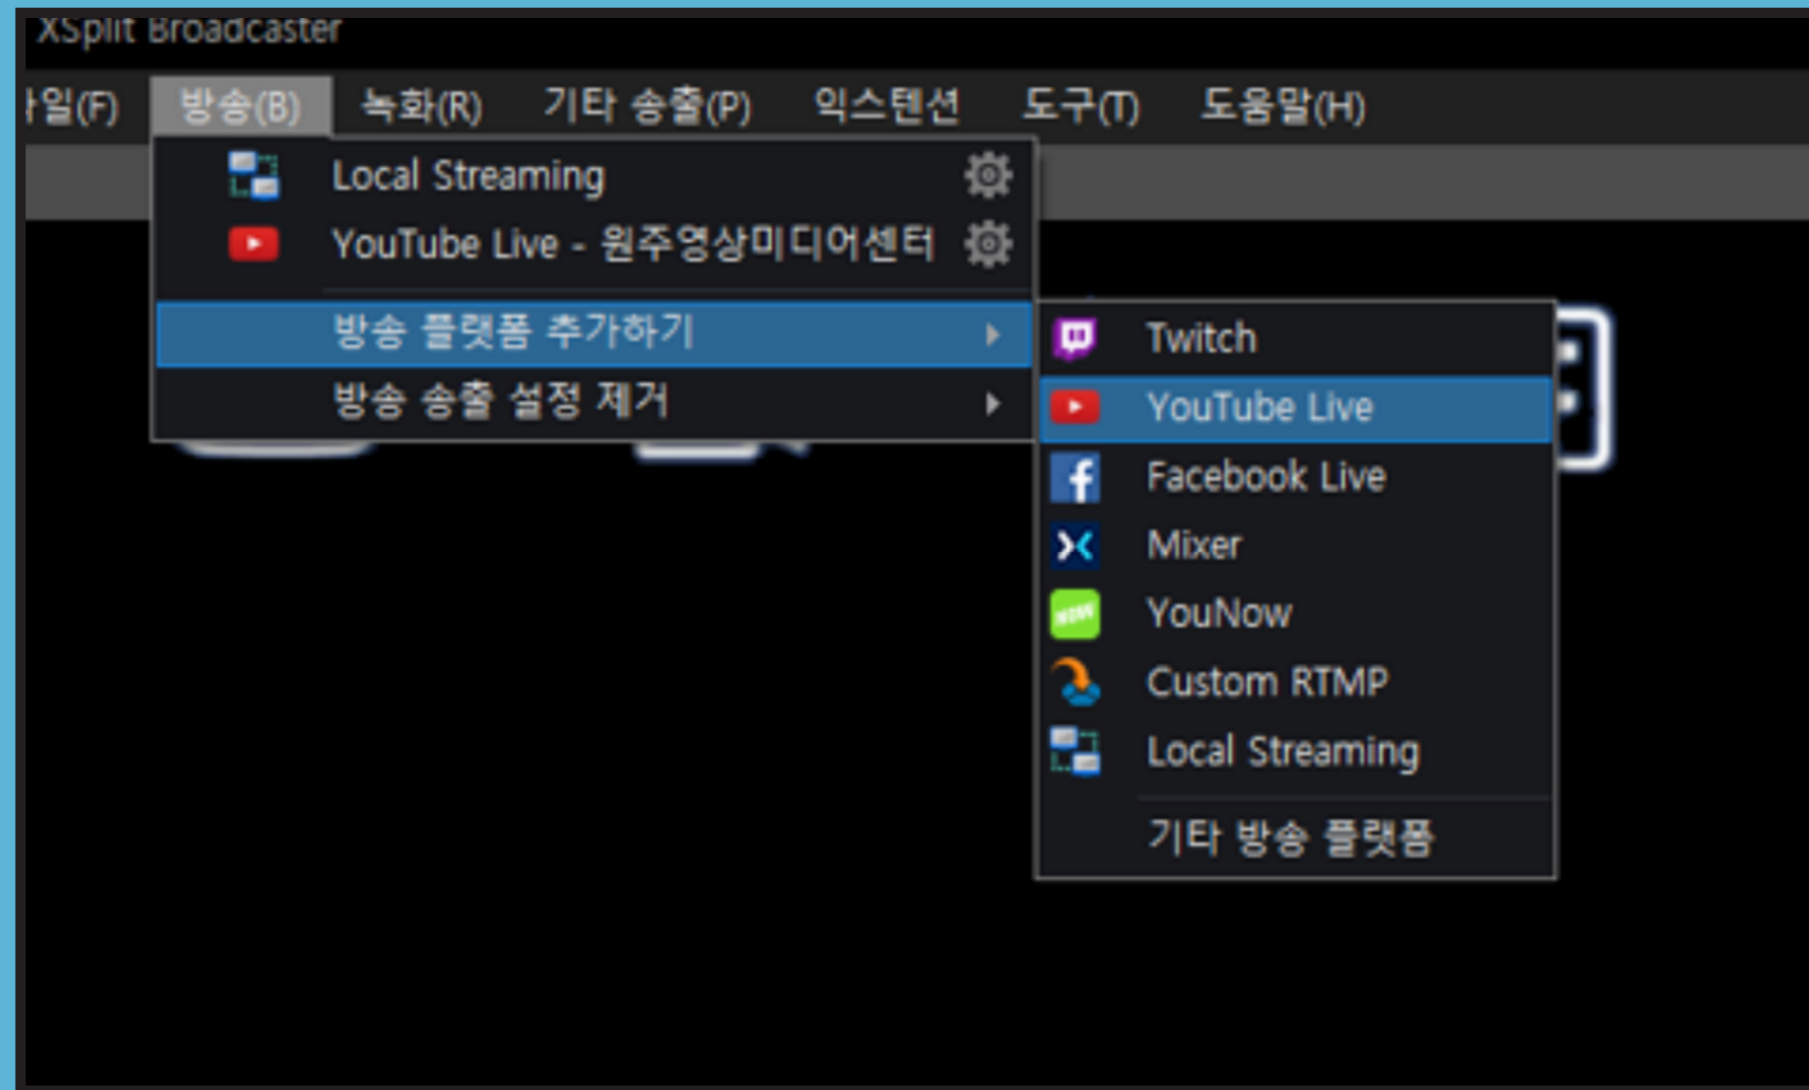 XSplit Broadcaster
일(F) 방송(B) 녹화(R) 기타 송출(P) 익스텐션 도구(T) 도움말(H)
Local Streaming
YouTube Live - 원주영상미디어센터
방송 플랫폼 추가하기
방송 송출 설정 제거
Twitch
YouTube Live
Facebook Live
Mixer
YouNow
Custom RTMP
Local Streaming
기타 방송 플랫폼